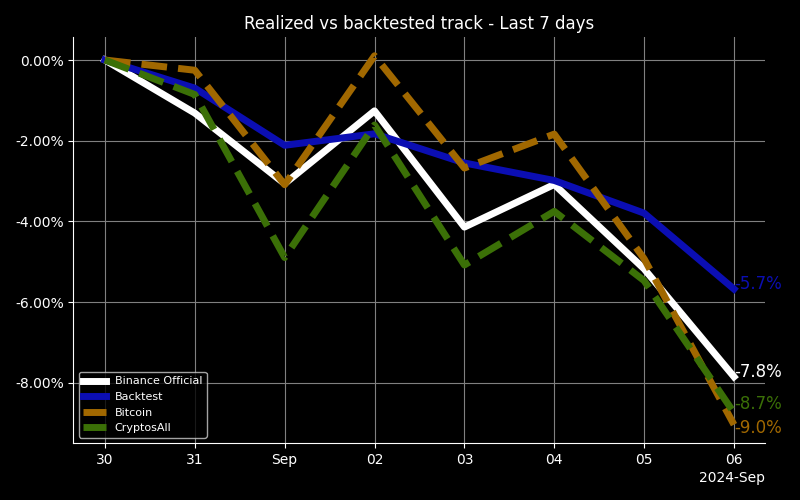 Realized vs backtested track - Last 7 days
0.00%
-2.00%
-4.00%
-6.00%
-8.00%
-5.7%
-7.8%
-8.7%
-9.0%
Binance Official
Backtest
Bitcoin
CryptosAll
30 31 Sep 02 03 04 05 06
2024-Sep